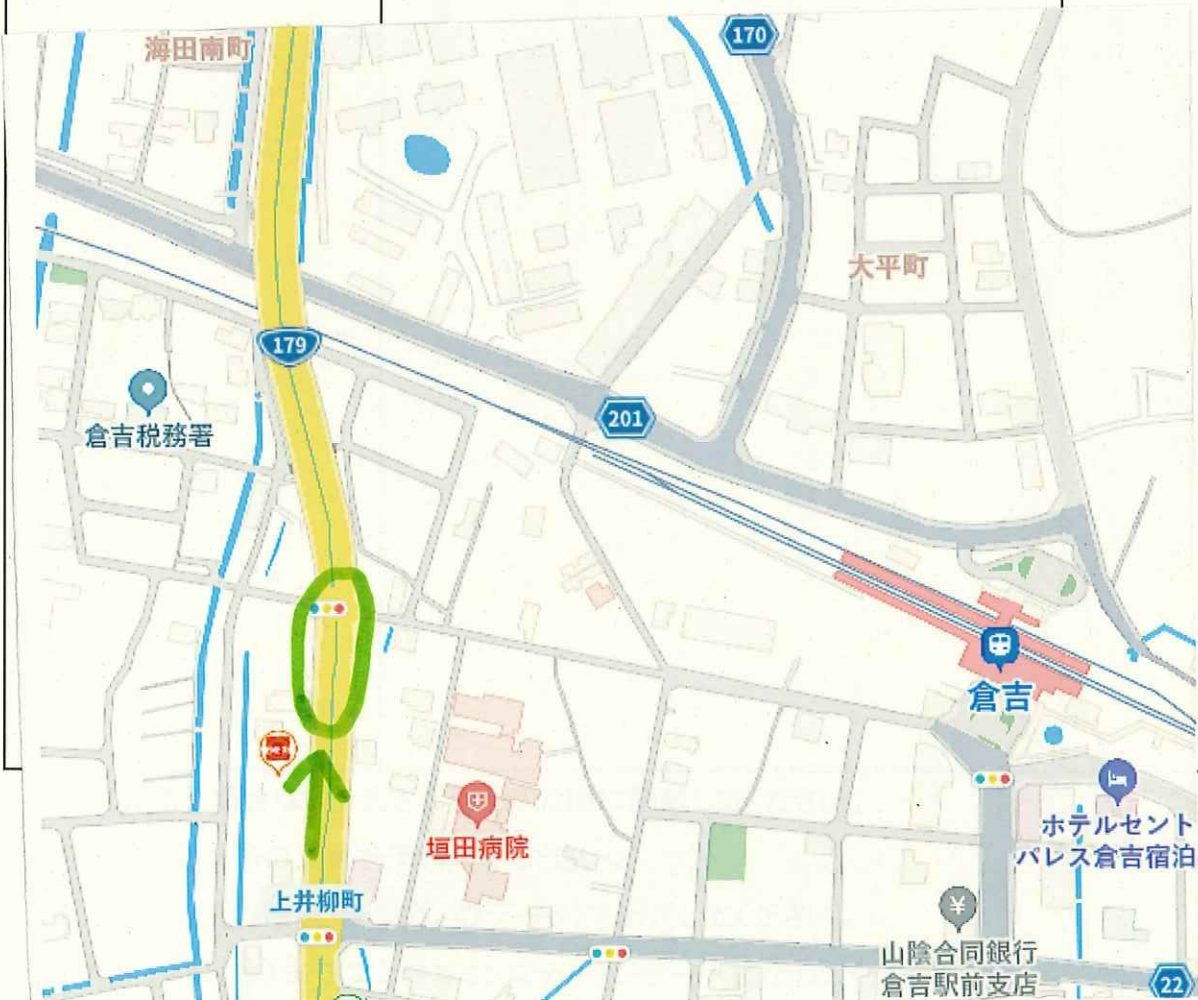 170
海田南町
大平町
179
201
倉吉税務署
倉吉
ホテルセント
パレス倉吉宿泊
垣田病院
上井柳町
山陰合同銀行
倉吉駅前支店
22